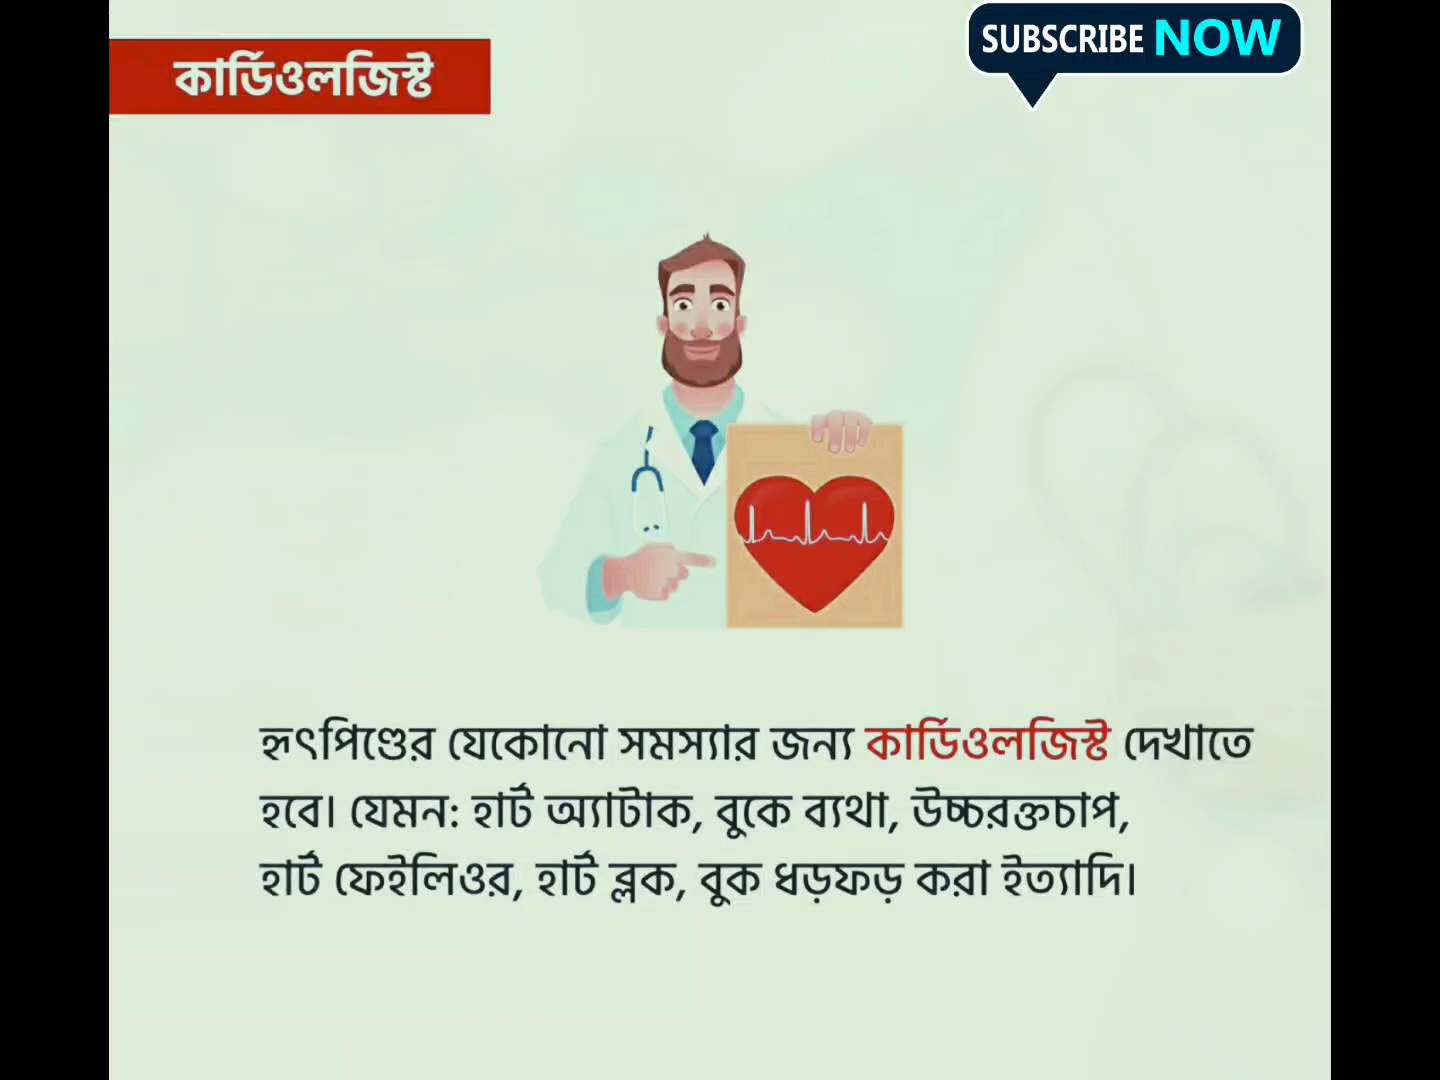 কার্ডিওলজিস্ট
SUBSCRIBE NOW
হৃৎপিণ্ডের যেকোনো সমস্যার জন্য কার্ডিওলজিস্ট দেখাতে
হবে। যেমন: হার্ট অ্যাটাক, বুকে ব্যথা, উচ্চরক্তচাপ,
হার্ট ফেইলিওর, হার্ট ব্লক, বুক ধড়ফড় করা ইত্যাদি।